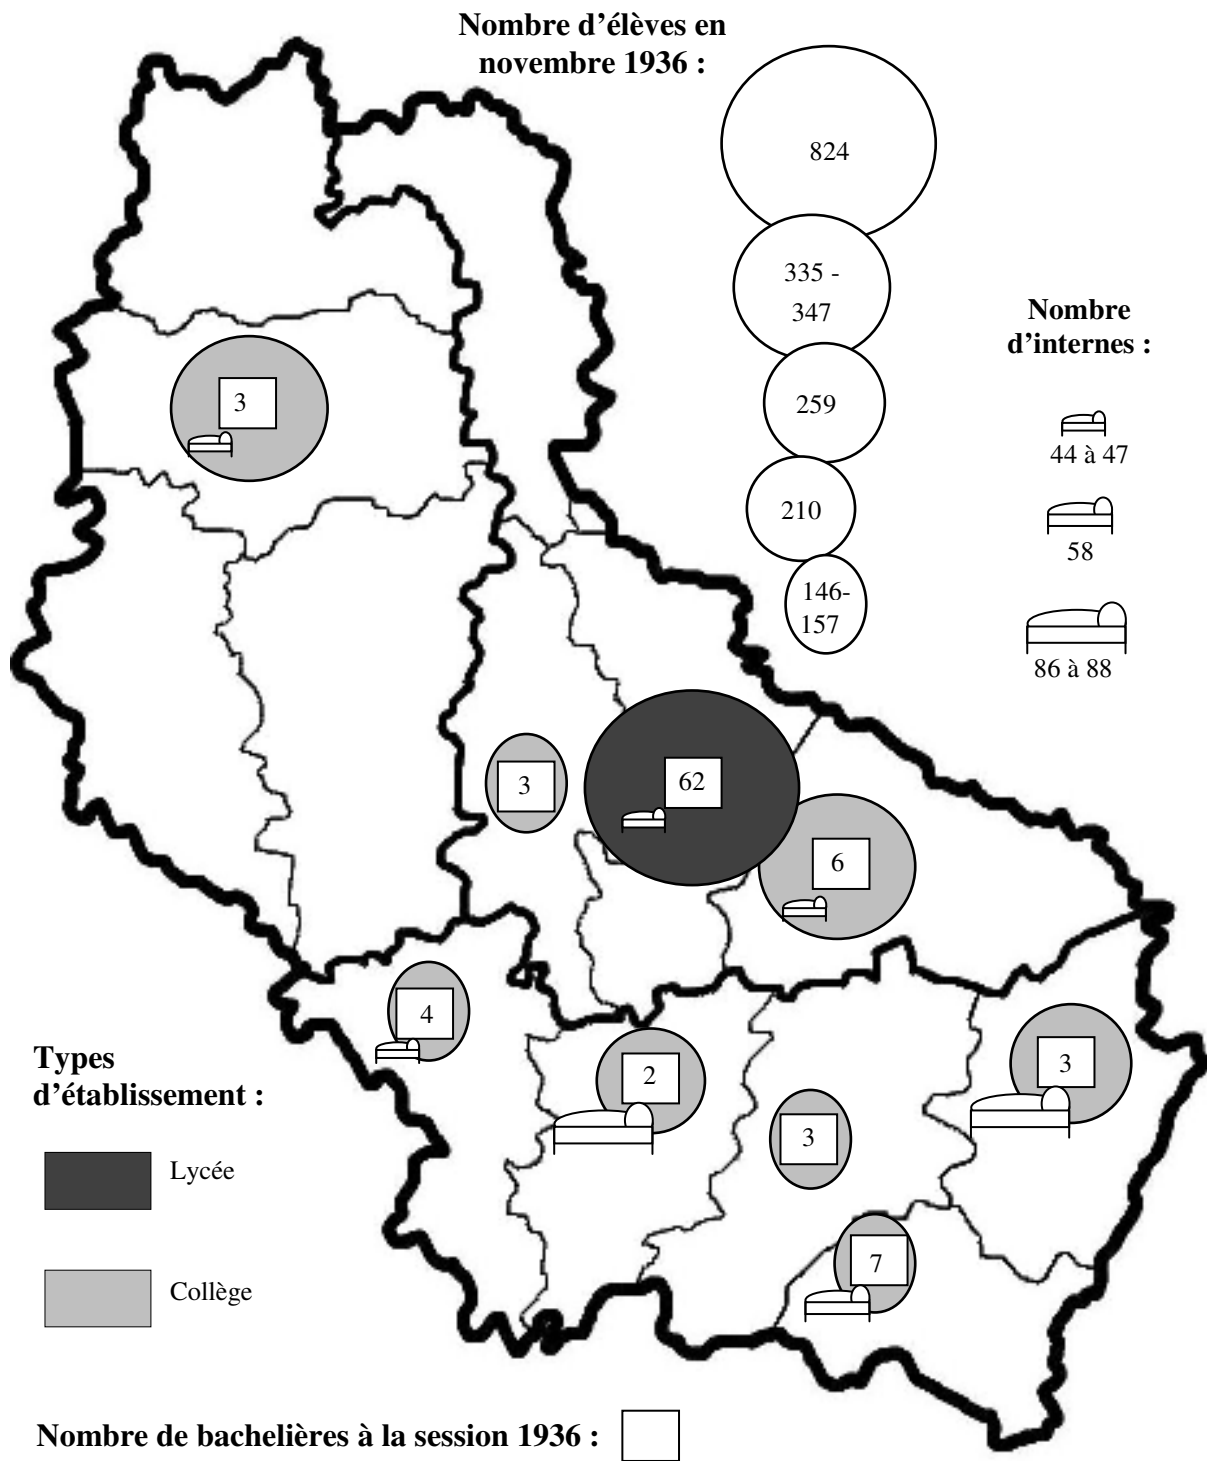 Nombre d’élèves en
novembre 1936 :
824
335 -
347
259
210
146-
157
Nombre
d’internes :
44 à 47
58
86 à 88
3
3
62
6
4
2
3
3
7
Types
d’établissement :
Lycée
Collège
Nombre de bachelières à la session 1936 :